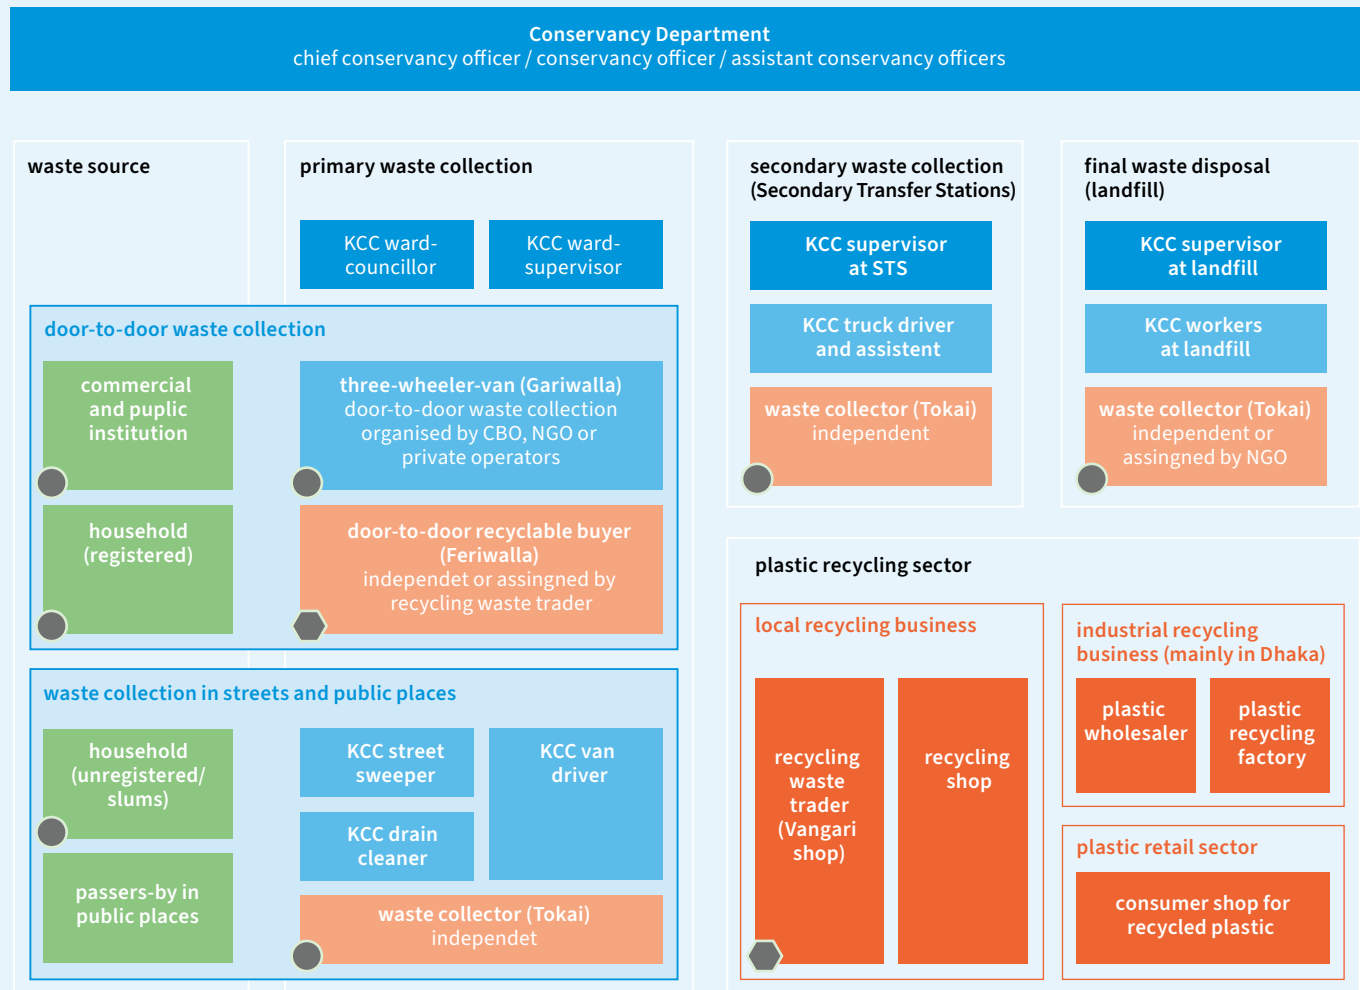 Conservancy Department
chief conservancy officer / conservancy officer / assistant conservancy officers
waste source
primary waste collection
KCC ward-
councillor
KCC ward-
supervisor
door-to-door waste collection
commercial
and puplic
institution
three-wheeler-van (Gariwalla)
door-to-door waste collection
organised by CBO, NGO or
private operators
household
(registered)
door-to-door recyclable buyer
(Feriwalla)
independet or assingned by
recycling waste trader
waste collection in streets and public places
household
(unregistered/
slums)
KCC street
sweeper
KCC van
driver
KCC drain
cleaner
passers-by in
public places
waste collector (Tokai)
independet
secondary waste collection
(Secondary Transfer Stations)
KCC supervisor
at STS
KCC truck driver
and assistent
waste collector (Tokai)
independent
final waste disposal
(landfill)
KCC supervisor
at landfill
KCC workers
at landfill
waste collector (Tokai)
independent or
assingned by NGO
plastic recycling sector
local recycling business
recycling
waste
trader
(Vangari
shop)
recycling
shop
industrial recycling
business (mainly in Dhaka)
plastic
wholesaler
plastic
recycling
factory
plastic retail sector
consumer shop for
recycled plastic